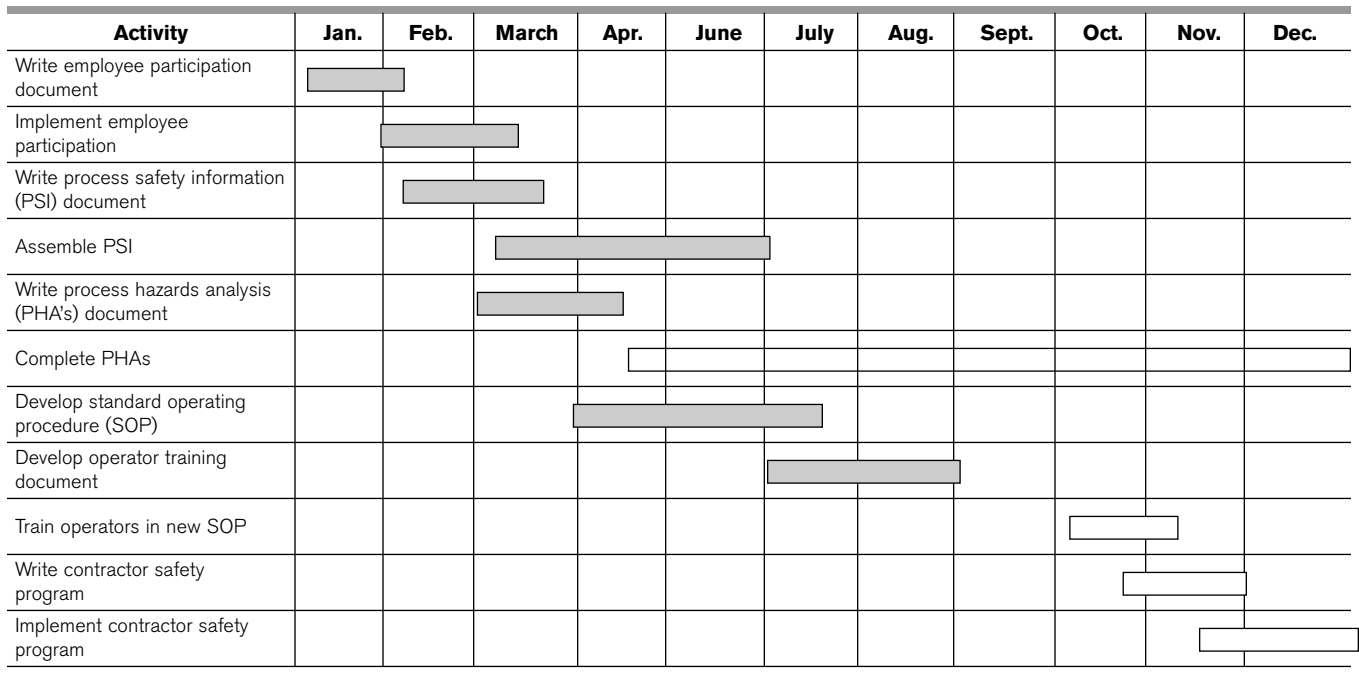 Activity Jan. Feb. March Apr. June July Aug. Sept. Oct. Nov. Dec.
Write employee participation
document
Implement employee
participation
Write process safety information
(PSI) document
Assemble PSI
Write process hazards analysis
(PHA's) document
Complete PHAs
Develop standard operating
procedure (SOP)
Develop operator training
document
Train operators in new SOP
Write contractor safety
program
Implement contractor safety
program